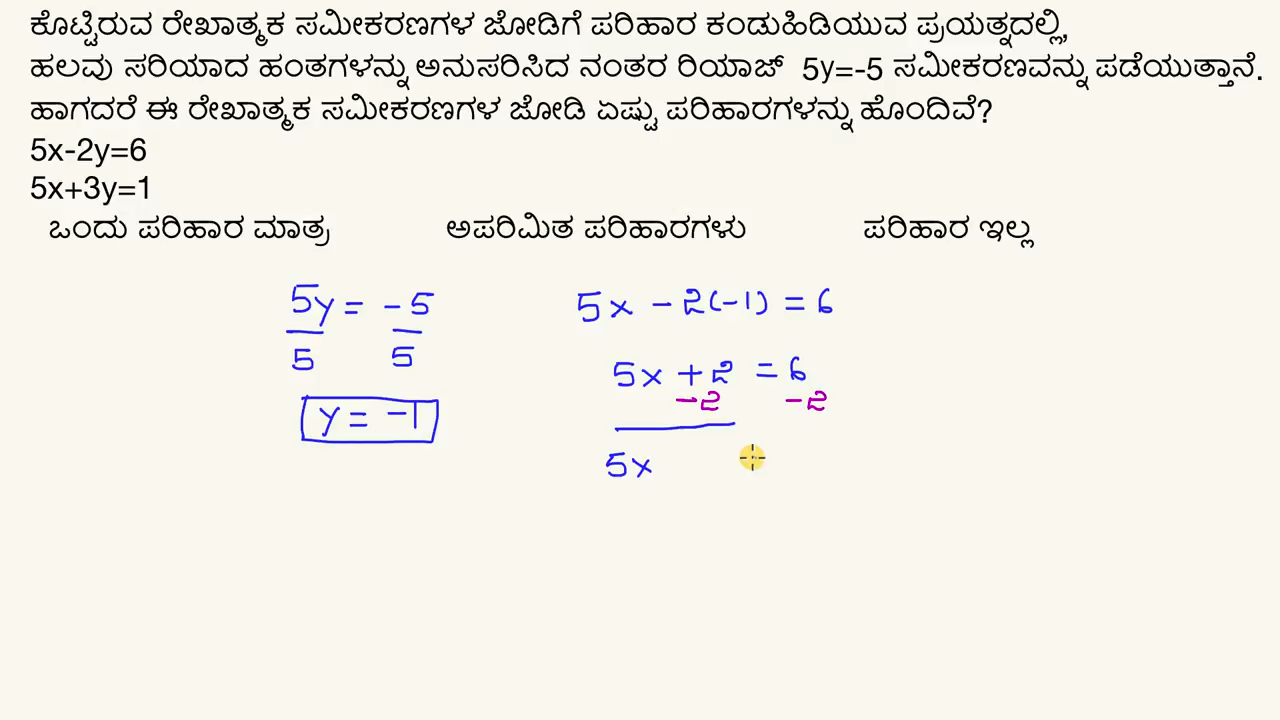 ಕೊಟ್ಟಿರುವ ರೇಖಾತ್ಮಕ ಸಮೀಕರಣಗಳ ಜೋಡಿಗೆ ಪರಿಹಾರ ಕಂಡುಹಿಡಿಯುವ ಪ್ರಯತ್ನದಲ್ಲಿ,
ಹಲವು ಸರಿಯಾದ ಹಂತಗಳನ್ನು ಅನುಸರಿಸಿದ ನಂತರ ರಿಯಾಜ್ 5y=-5 ಸಮೀಕರಣವನ್ನು ಪಡೆಯುತ್ತಾನೆ.
ಹಾಗದರೆ ಈ ರೇಖಾತ್ಮಕ ಸಮೀಕರಣಗಳ ಜೋಡಿ ಏಷ್ಟು ಪರಿಹಾರಗಳನ್ನು ಹೊಂದಿವೆ?
5x-2y=6
5x+3y=1
ಒಂದು ಪರಿಹಾರ ಮಾತ್ರ ಅಪರಿಮಿತ ಪರಿಹಾರಗಳು ಪರಿಹಾರ ಇಲ್ಲ
5y = -5 5x - 2(-1) = 6
5 5 5x + 2 = 6
-2 -2
y = -1
5x